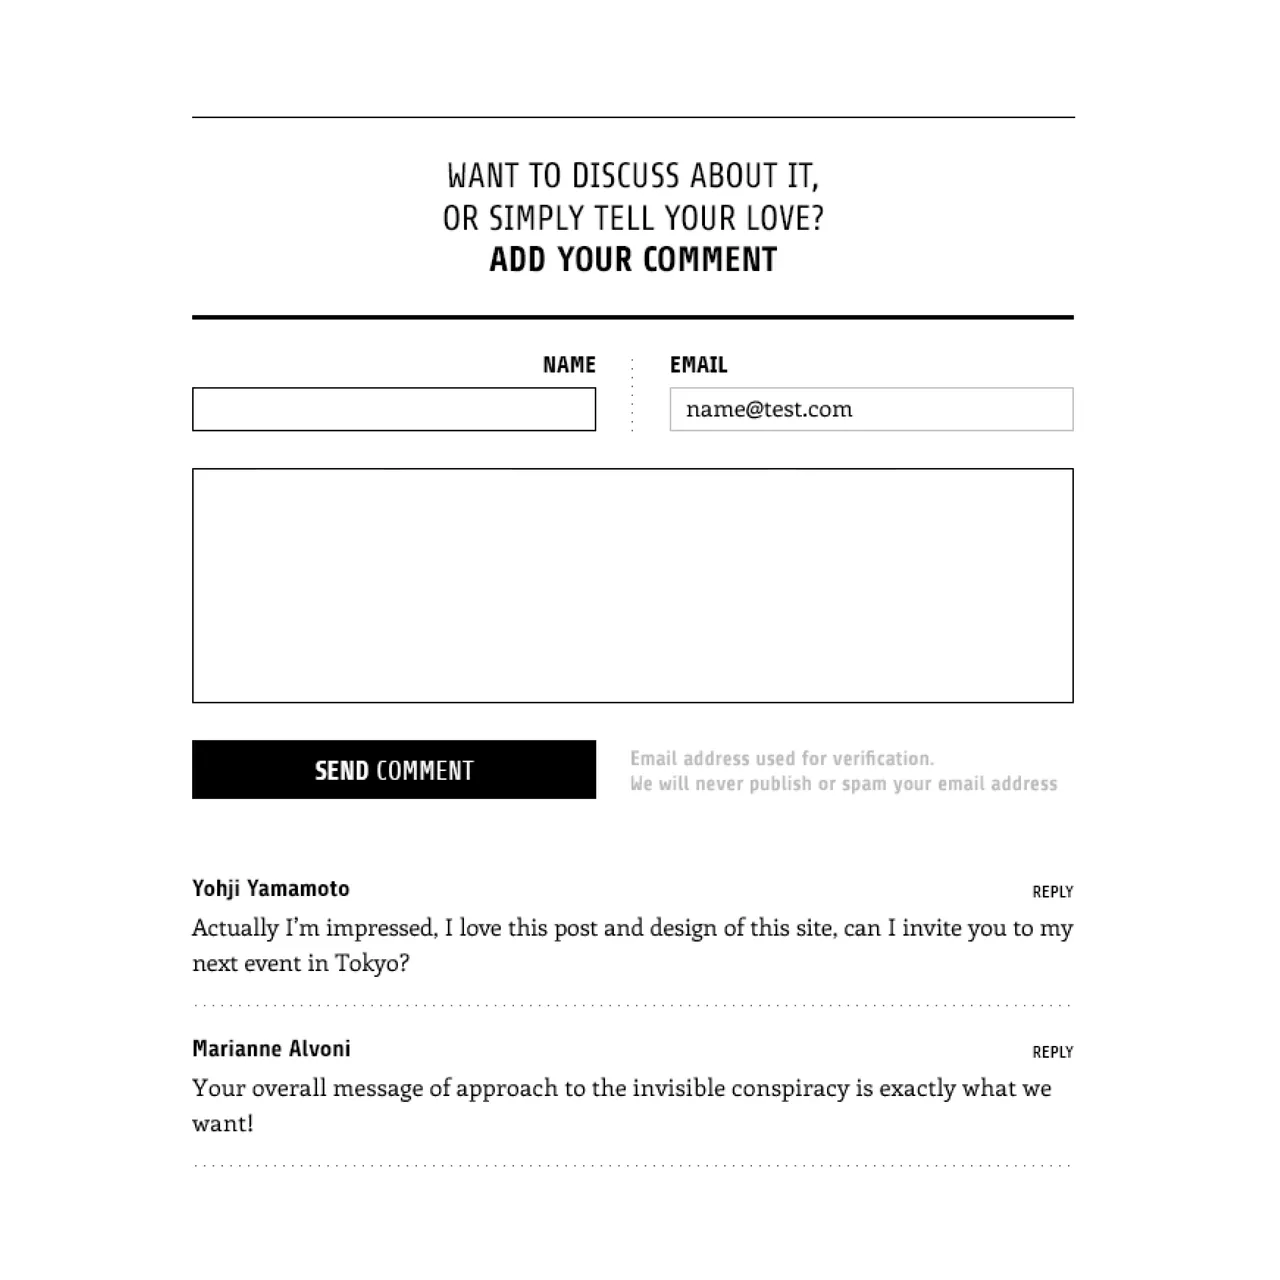 WANT TO DISCUSS ABOUT IT,
OR SIMPLY TELL YOUR LOVE?
ADD YOUR COMMENT
NAME
EMAIL
name@test.com
SEND COMMENT
Email address used for verification.
We will never publish or spam your email address
Yohji Yamamoto
REPLY
Actually I’m impressed, I love this post and design of this site, can I invite you to my
next event in Tokyo?
Marianne Alvoni
REPLY
Your overall message of approach to the invisible conspiracy is exactly what we
want!